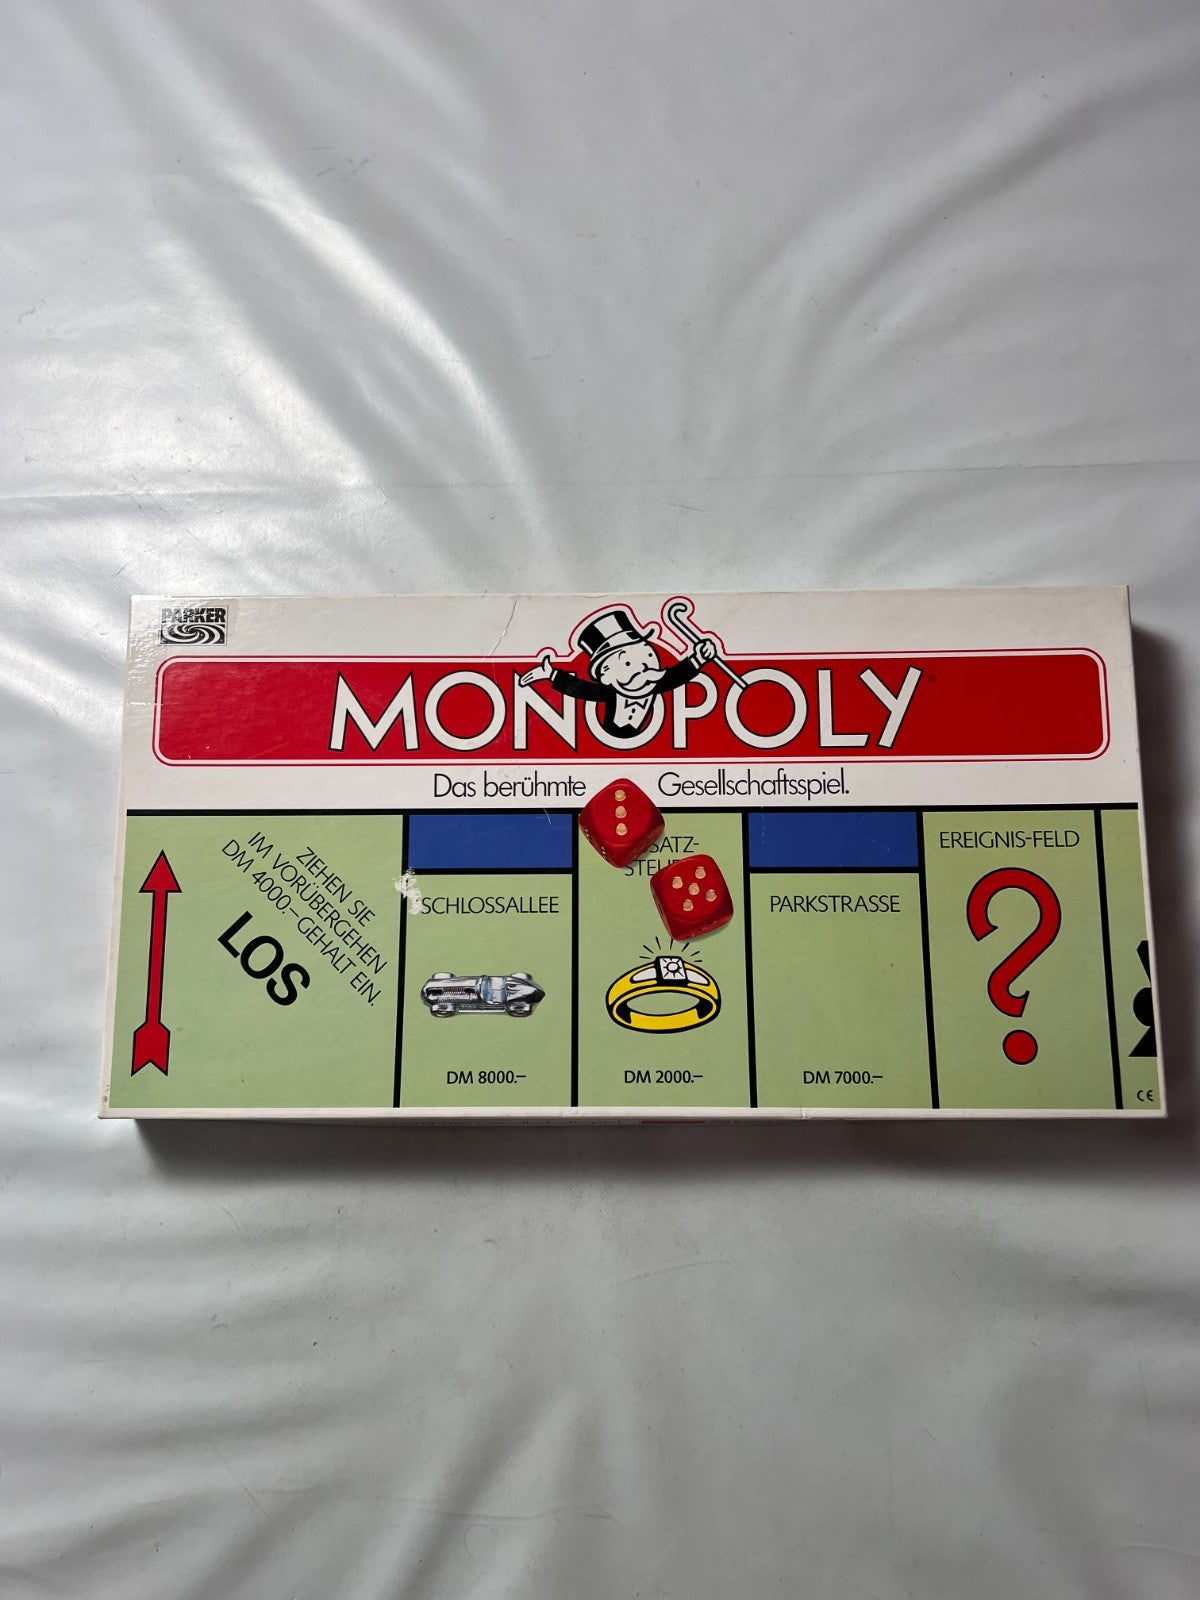 PARKER
MONOPOLY
Das berühmte Gesellschaftsspiel.
ZIEHEN SIE
IM VORÜBERGEHEN
DM 4000.– GEHALT EIN.
LOS
SCHLOSSALLEE
DM 8000.–
DM 2000.–
PARKSTRASSE
DM 7000.–
EREIGNIS-FELD
CE